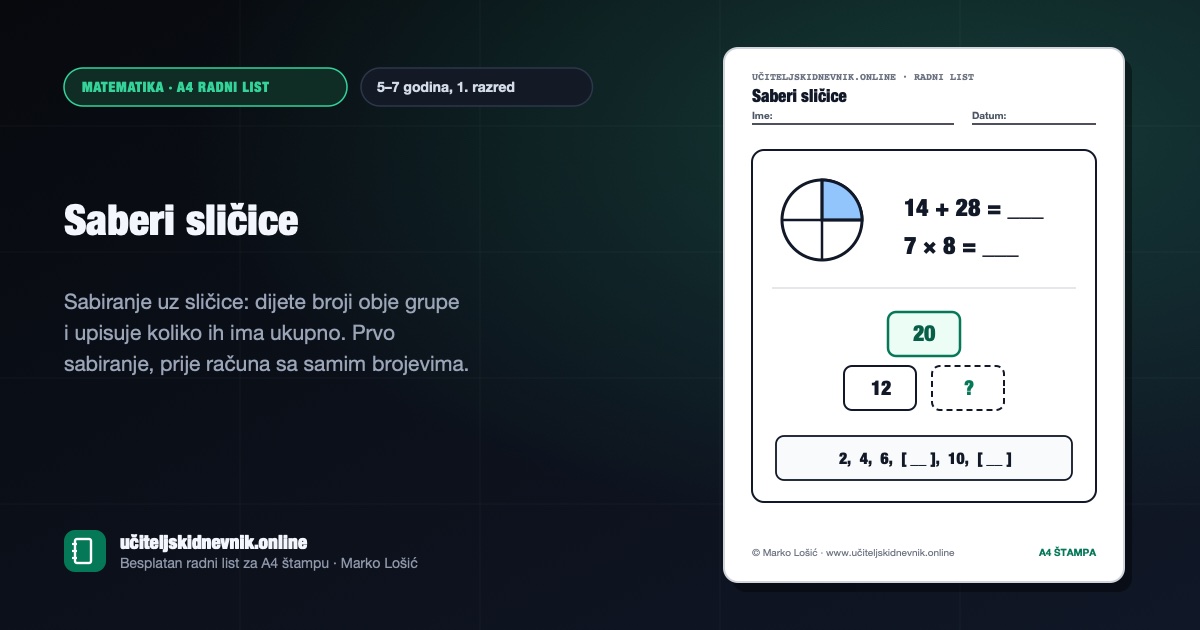 MATEMATIKA · A4 RADNI LIST
5–7 godina, 1. razred
Saberi sličice
Sabiranje uz sličice: dijete broji obje grupe
i upisuje koliko ih ima ukupno. Prvo
sabiranje, prije računa sa samim brojevima.
učiteljskidnevnik.online
Besplatan radni list za A4 štampu · Marko Lošić
UČITELJSKIDNEVNIK.ONLINE · RADNI LIST
Saberi sličice
Ime:
Datum:
14 + 28 = ___
7 × 8 = ___
20
12
?
2, 4, 6, [ __ ], 10, [ __ ]
© Marko Lošić · www.učiteljskidnevnik.online
A4 ŠTAMPA